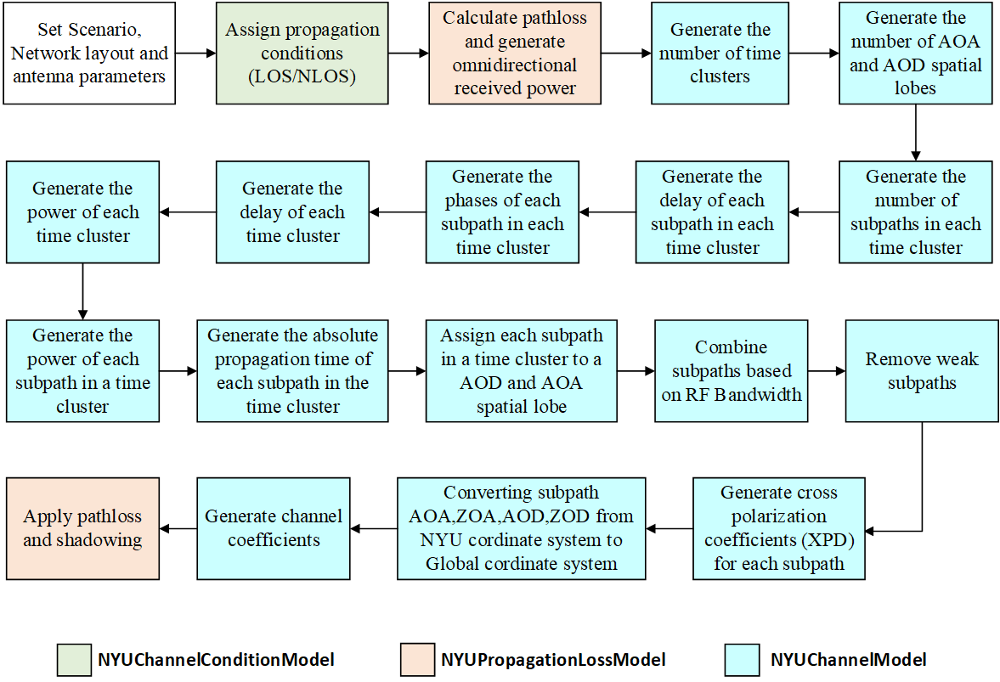 Set Scenario,
Network layout and
antenna parameters
Assign propagation
conditions
(LOS/NLOS)
Calculate pathloss
and generate
omnidirectional
received power
Generate the
number of time
clusters
Generate the
number of AOA
and AOD spatial
lobes
Generate the
power of each
time cluster
Generate the
delay of each
time cluster
Generate the
phases of each
subpath in each
time cluster
Generate the
delay of each
subpath in each
time cluster
Generate the
number of
subpaths in each
time cluster
Generate the
power of each
subpath in a time
cluster
Generate the absolute
propagation time of
each subpath in the
time cluster
Assign each subpath
in a time cluster to a
AOD and AOA
spatial lobe
Combine
subpaths based
on RF Bandwidth
Remove weak
subpaths
Apply pathloss
and shadowing
Generate channel
coefficients
Converting subpath
AOA,ZOA,AOD,ZOD from
NYU cordinate system to
Global cordinate system
Generate cross
polarization
coefficients (XPD)
for each subpath
NYUChannelConditionModel
NYUPropagationLossModel
NYUChannelModel